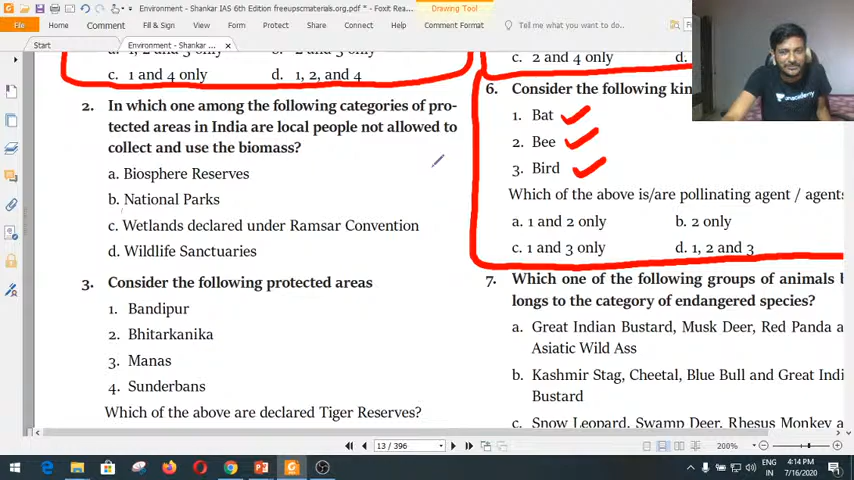 Environment - Shankar IAS 6th Edition freeupscmaterials.org.pdf * - Foxit Rea...
Drawing Tool
File
Home
Comment
Fill & Sign
View
Form
Protect
Share
Help
Tutorial
Comment Format
Tell me what you want to do...
Start
Environment - Shankar ...
c. 1 and 4 only
d. 1, 2, and 4
2. In which one among the following categories of pro-
tected areas in India are local people not allowed to
collect and use the biomass?
a. Biosphere Reserves
b. National Parks
c. Wetlands declared under Ramsar Convention
d. Wildlife Sanctuaries
3. Consider the following protected areas
1. Bandipur
2. Bhitarkanika
3. Manas
4. Sunderbans
Which of the above are declared Tiger Reserves?
c. 2 and 4 only
d.
6. Consider the following kin
1. Bat
2. Bee
3. Bird
Which of the above is/are pollinating agent / agents
a. 1 and 2 only
b. 2 only
c. 1 and 3 only
d. 1, 2 and 3
7. Which one of the following groups of animals b
longs to the category of endangered species?
a. Great Indian Bustard, Musk Deer, Red Panda a
Asiatic Wild Ass
b. Kashmir Stag, Cheetal, Blue Bull and Great Indi
Bustard
c. Snow Leopard, Swamp Deer, Rhesus Monkey a
unacademy
13 / 396
200%
ENG
IN
4:14 PM
7/16/2020